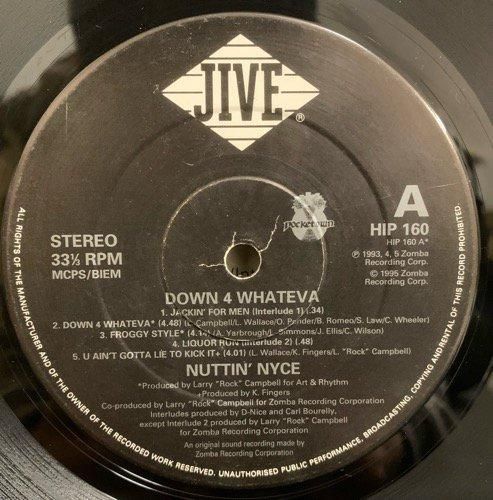 JIVE
®
STEREO
33⅓ RPM
MCPS/BIEM
pocketown
A
HIP 160
HIP 160 A*
℗ 1993, 4, 5 Zomba
Recording Corp.
© 1995 Zomba
Recording Corp.
DOWN 4 WHATEVA
1. JACKIN' FOR MEN (Interlude 1) (.34)
2. DOWN 4 WHATEVA* (4.48) (L. Campbell/L. Wallace/O. Pender/B. Romeo/S. Law/C. Wheeler)
3. FROGGY STYLE* (4.14) (A. Yarbrough/L. Simmons/J. Ellis/C. Wilson)
4. LIQUOR RUN (Interlude 2) (.48)
5. U AIN'T GOTTA LIE TO KICK IT+ (4.01) (L. Wallace/K. Fingers/L. "Rock" Campbell)
NUTTIN' NYCE
*Produced by Larry "Rock" Campbell for Art & Rhythm
+Produced by K. Fingers
Co-produced by Larry "Rock" Campbell for Zomba Recording Corporation
Interludes produced by D-Nice and Carl Bourelly,
except Interlude 2 produced by Larry "Rock" Campbell
for Zomba Recording Corporation
An original sound recording made by
Zomba Recording Corporation
ALL RIGHTS OF THE MANUFACTURER AND OF THE OWNER OF THE RECORDED WORK RESERVED. UNAUTHORISED PUBLIC PERFORMANCE, BROADCASTING, COPYING AND RENTAL OF THIS RECORD PROHIBITED.